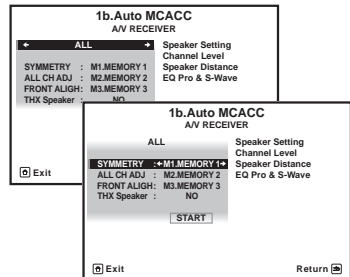 1b.Auto MCACC
A/V RECEIVER
ALL
Speaker Setting
Channel Level
SYMMETRY : M1.MEMORY 1
Speaker Distance
ALL CH ADJ : M2.MEMORY 2
EQ Pro & S-Wave
FRONT ALIGH: M3.MEMORY 3
THX Speaker : NO
Exit
1b.Auto MCACC
A/V RECEIVER
ALL
Speaker Setting
Channel Level
SYMMETRY : M1.MEMORY 1
Speaker Distance
ALL CH ADJ : M2.MEMORY 2
EQ Pro & S-Wave
FRONT ALIGH: M3.MEMORY 3
THX Speaker : NO
START
Exit
Return